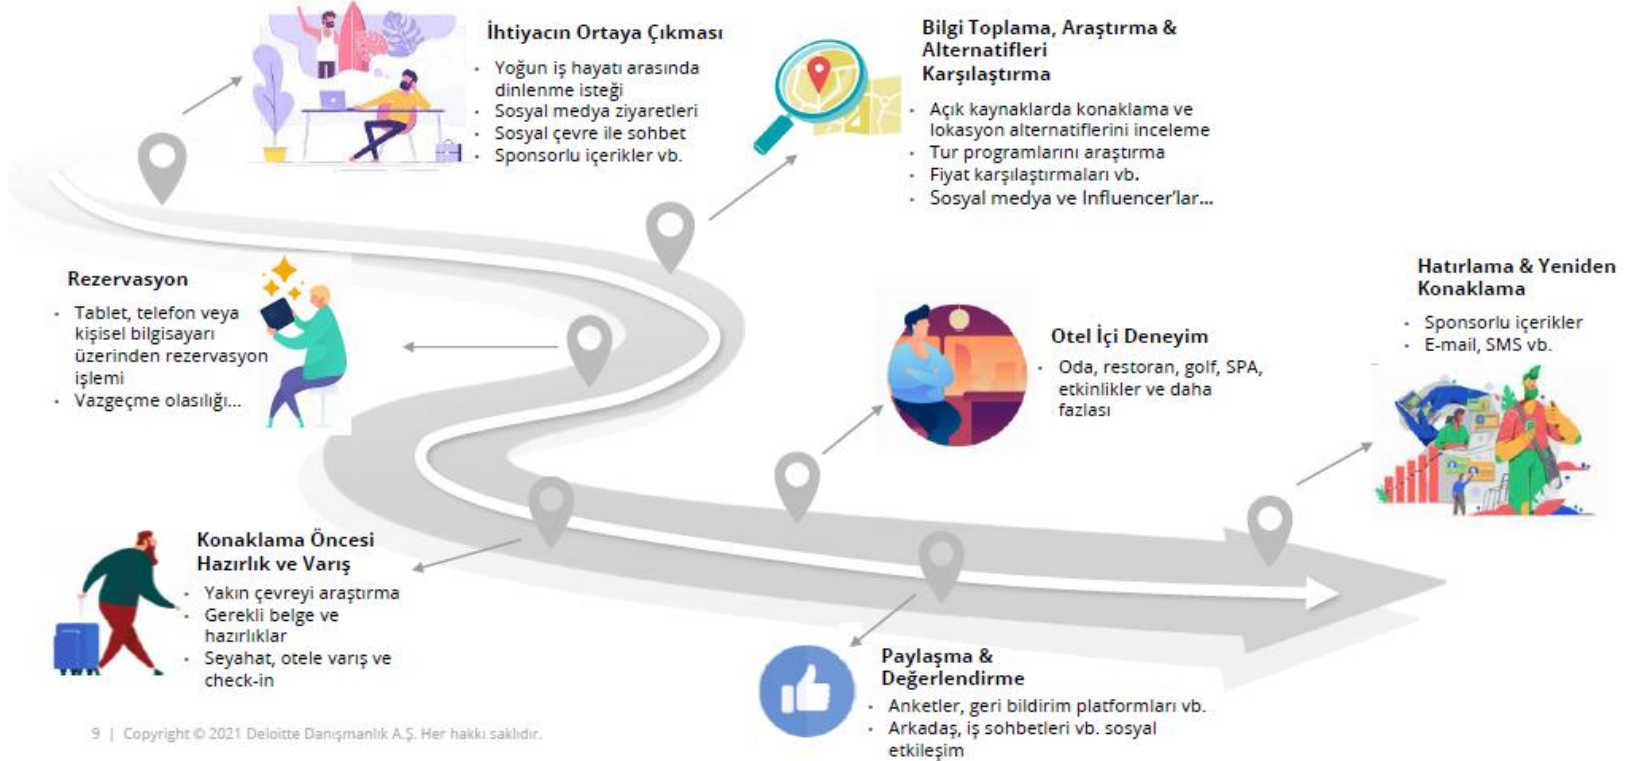 İhtiyacın Ortaya Çıkması
• Yoğun iş hayatı arasında
dinlenme isteği
• Sosyal medya ziyaretleri
• Sosyal çevre ile sohbet
• Sponsorlu içerikler vb.
Bilgi Toplama, Araştırma &
Alternatifleri
Karşılaştırma
• Açık kaynaklarda konaklama ve
lokasyon alternatiflerini inceleme
• Tur programlarını araştırma
• Fiyat karşılaştırmaları vb.
• Sosyal medya ve Influencer’lar...
Rezervasyon
• Tablet, telefon veya
kişisel bilgisayarı
üzerinden rezervasyon
işlemi
• Vazgeçme olasılığı...
Konaklama Öncesi
Hazırlık ve Varış
• Yakın çevreyi araştırma
• Gerekli belge ve
hazırlıklar
• Seyahat, otele varış ve
check-in
Otel İçi Deneyim
• Oda, restoran, golf, SPA,
etkinlikler ve daha
fazlası
Paylaşma &
Değerlendirme
• Anketler, geri bildirim platformları vb.
• Arkadaş, iş sohbetleri vb. sosyal
etkileşim
Hatırlama & Yeniden
Konaklama
• Sponsorlu içerikler
• E-mail, SMS vb.
9 | Copyright © 2021 Deloitte Danışmanlık A.Ş. Her hakkı saklıdır.